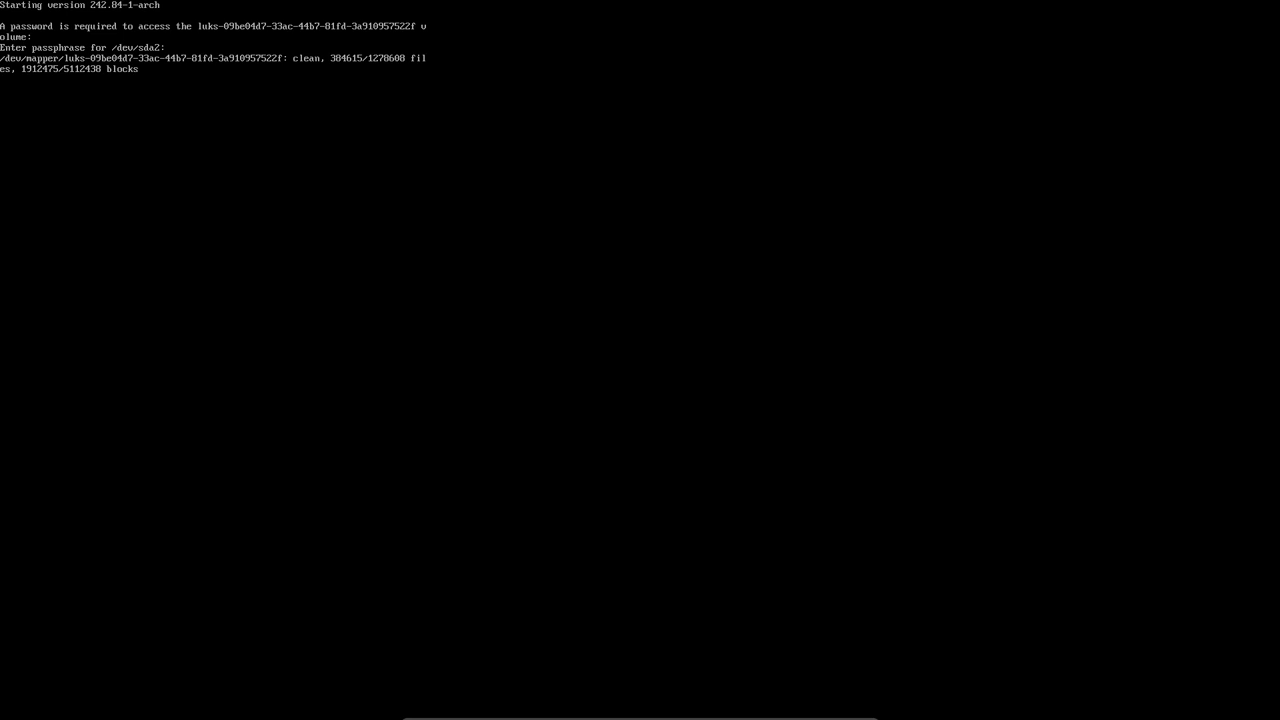 Starting version 242.84-1-arch
A password is required to access the luks-09be04d7-33ac-44b7-81fd-3a910957522f v
olume:
Enter passphrase for /dev/sda2:
/dev/mapper/luks-09be04d7-33ac-44b7-81fd-3a910957522f: clean, 384615/1278608 fil
es, 1912475/5112438 blocks